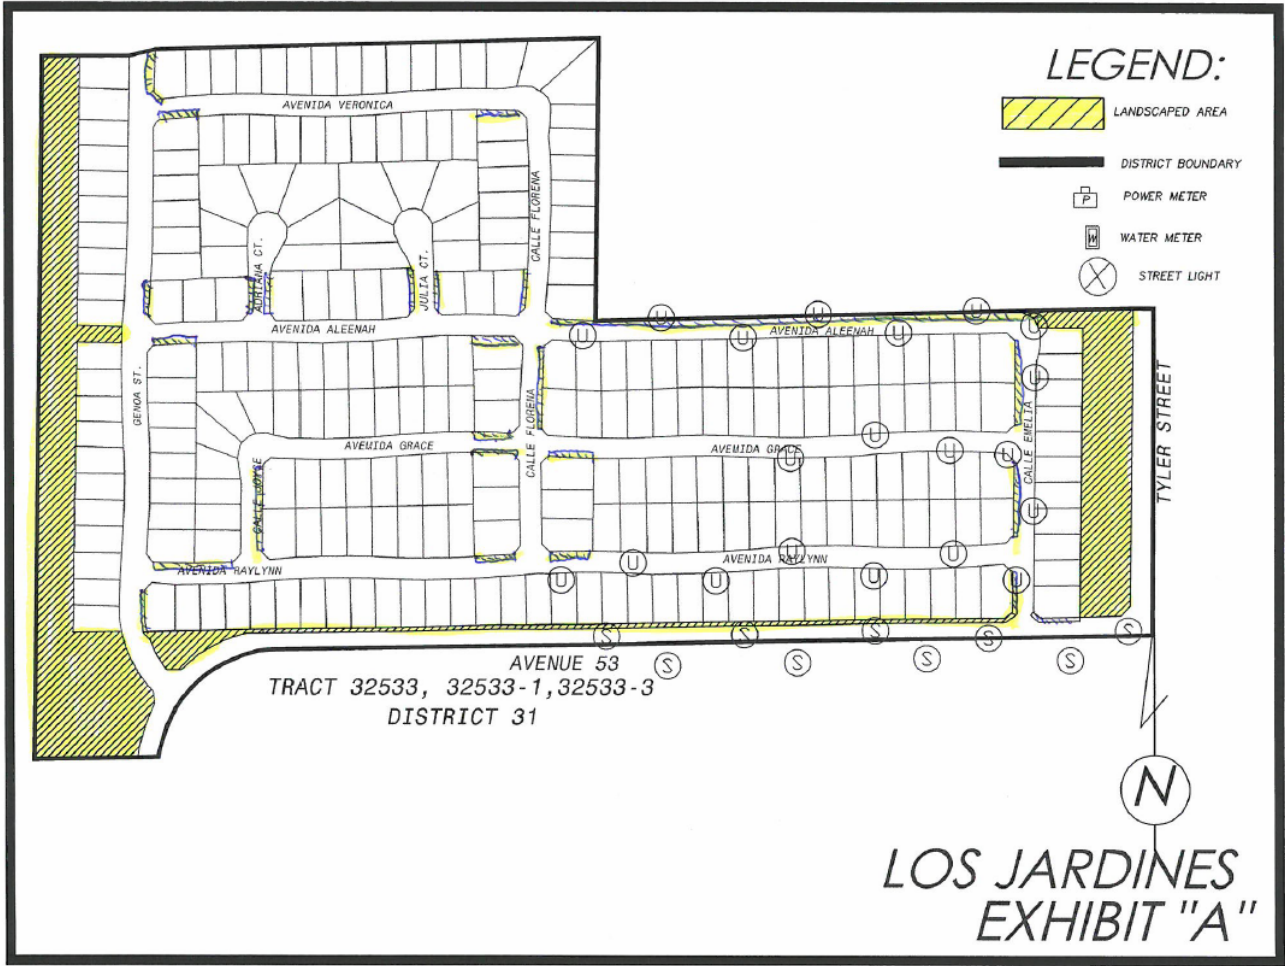 LEGEND:
LANDSCAPED AREA
DISTRICT BOUNDARY
P
POWER METER
W
WATER METER
X
STREET LIGHT
AVENIDA VERONICA
CALLE FLORENA
ADRIANA CT.
JULIA CT.
AVENIDA ALEENAH
U
U
U
AVENIDA ALEENAH
U
U
U
U
GENOA ST.
TYLER STREET
U
CALLE FLORENA
CALLE EMELIA
AVENIDA GRACE
AVENIDA GRACE
U
U
U
U
CALLE JOYSE
U
AVENIDA RAYLYNN
AVENIDA RAYLYNN
U
U
U
U
U
U
U
U
S
S
S
S
S
AVENUE 53
S
S
S
S
TRACT 32533, 32533-1,32533-3
DISTRICT 31
N
LOS JARDINES
EXHIBIT "A"